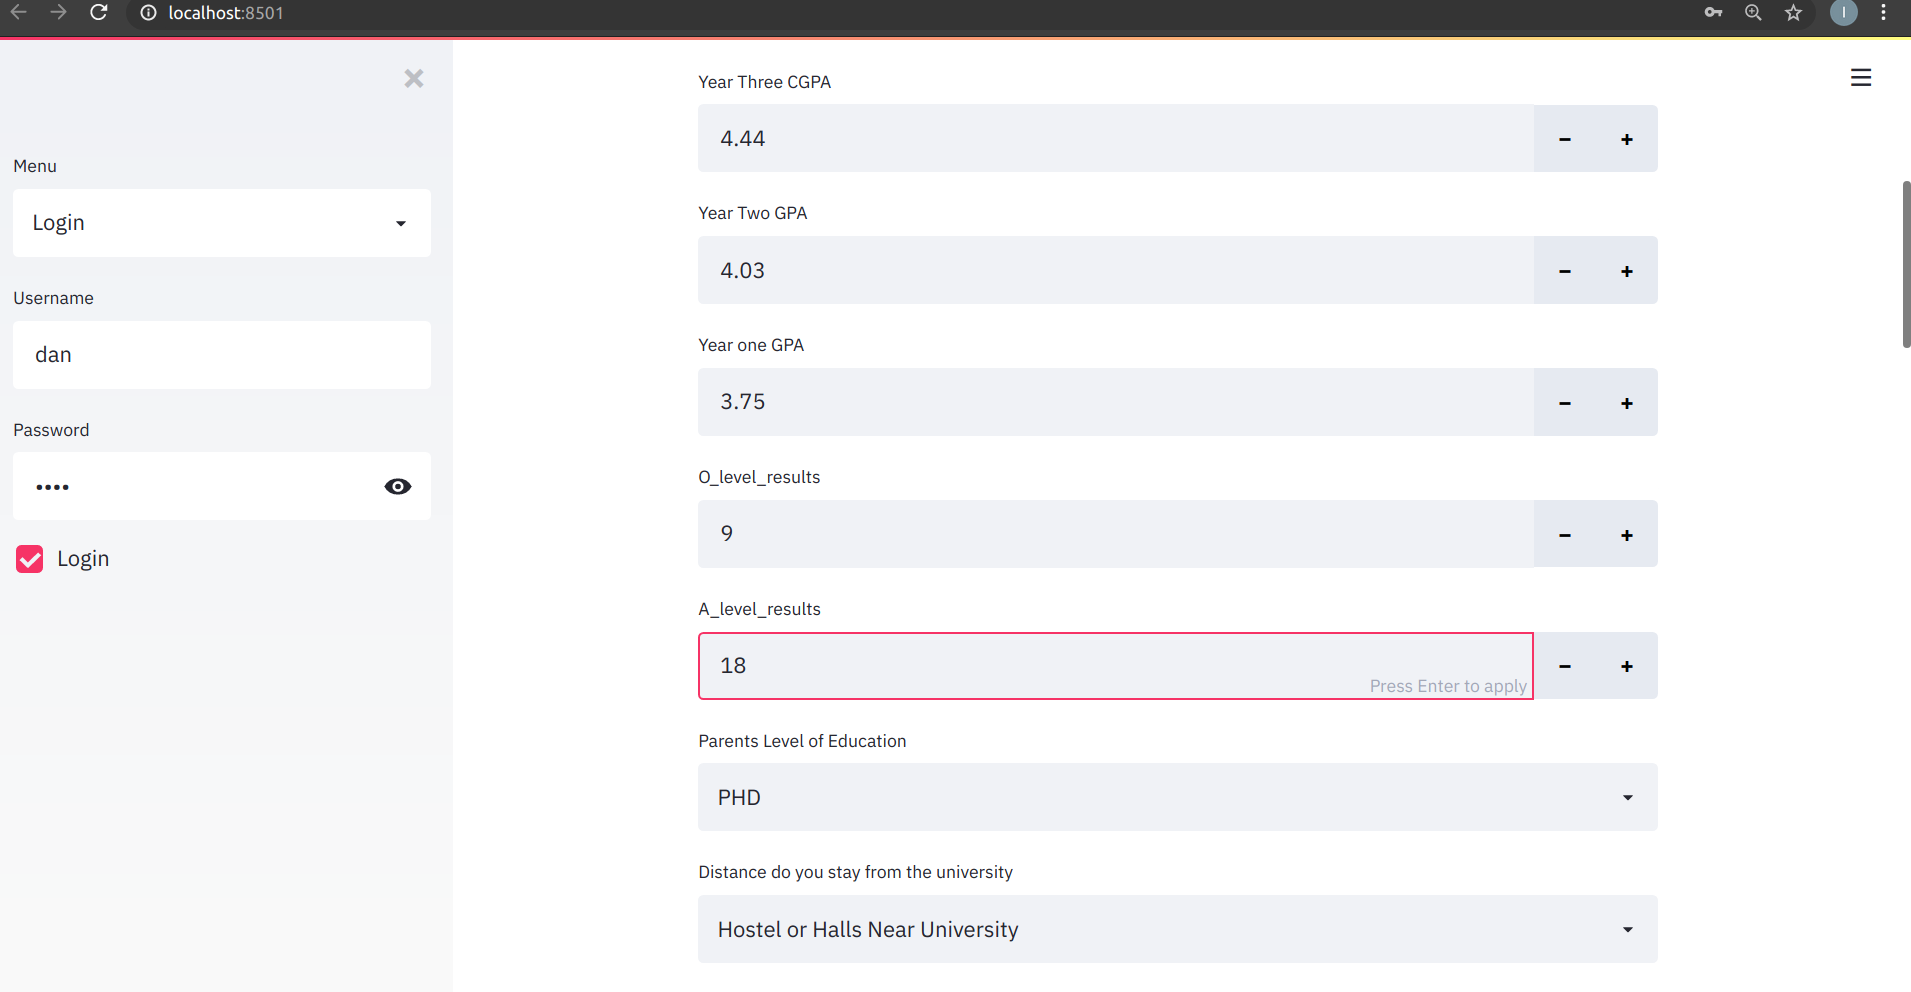 localhost:8501
I
Menu
Login
Username
dan
Password
••••
Login
Year Three CGPA
4.44
Year Two GPA
4.03
Year one GPA
3.75
O_level_results
9
A_level_results
18
Press Enter to apply
Parents Level of Education
PHD
Distance do you stay from the university
Hostel or Halls Near University